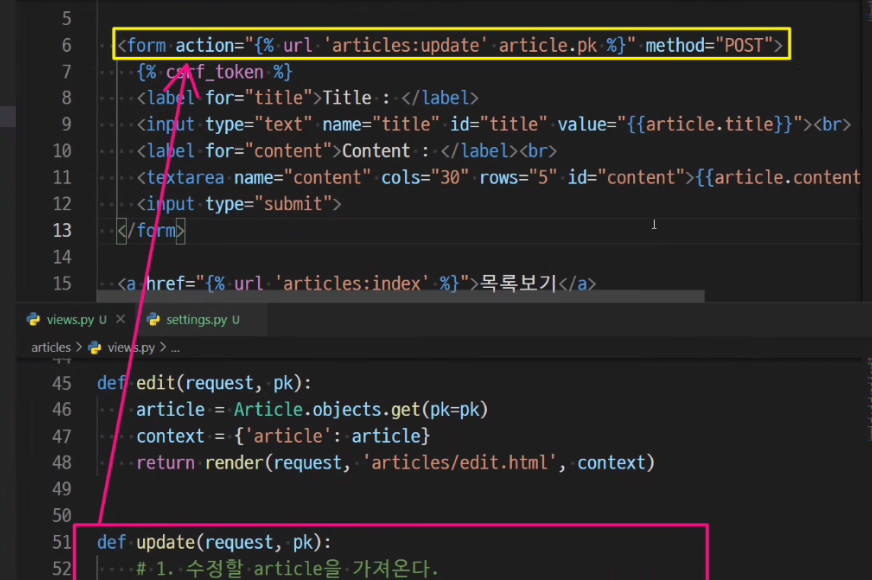 5
6 <form action="{% url 'articles:update' article.pk %}" method="POST">
7 {% csrf_token %}
8 <label for="title">Title : </label>
9 <input type="text" name="title" id="title" value="{{article.title}}"><br>
10 <label for="content">Content : </label><br>
11 <textarea name="content" cols="30" rows="5" id="content">{{article.content
12 <input type="submit">
13 </form>
14
15 <a href="{% url 'articles:index' %}">목록보기</a>
views.py U × settings.py U
articles > views.py > ...
44
45 def edit(request, pk):
46 article = Article.objects.get(pk=pk)
47 context = {'article': article}
48 return render(request, 'articles/edit.html', context)
49
50
51 def update(request, pk):
52 # 1. 수정할 article을 가져온다.